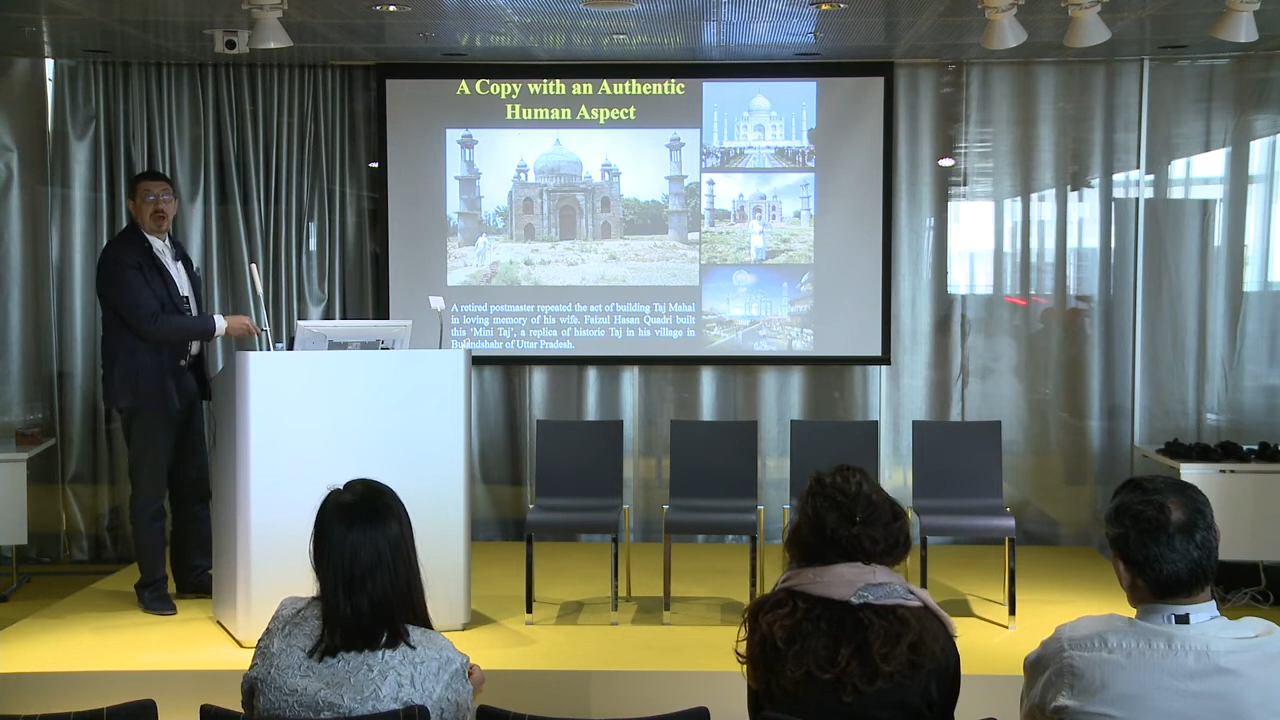 A Copy with an Authentic
Human Aspect
A retired postmaster repeated the act of building Taj Mahal
in loving memory of his wife. Faizul Hasan Quadri built
this ‘Mini Taj’, a replica of historic Taj in his village in
Bulandshahr of Uttar Pradesh.